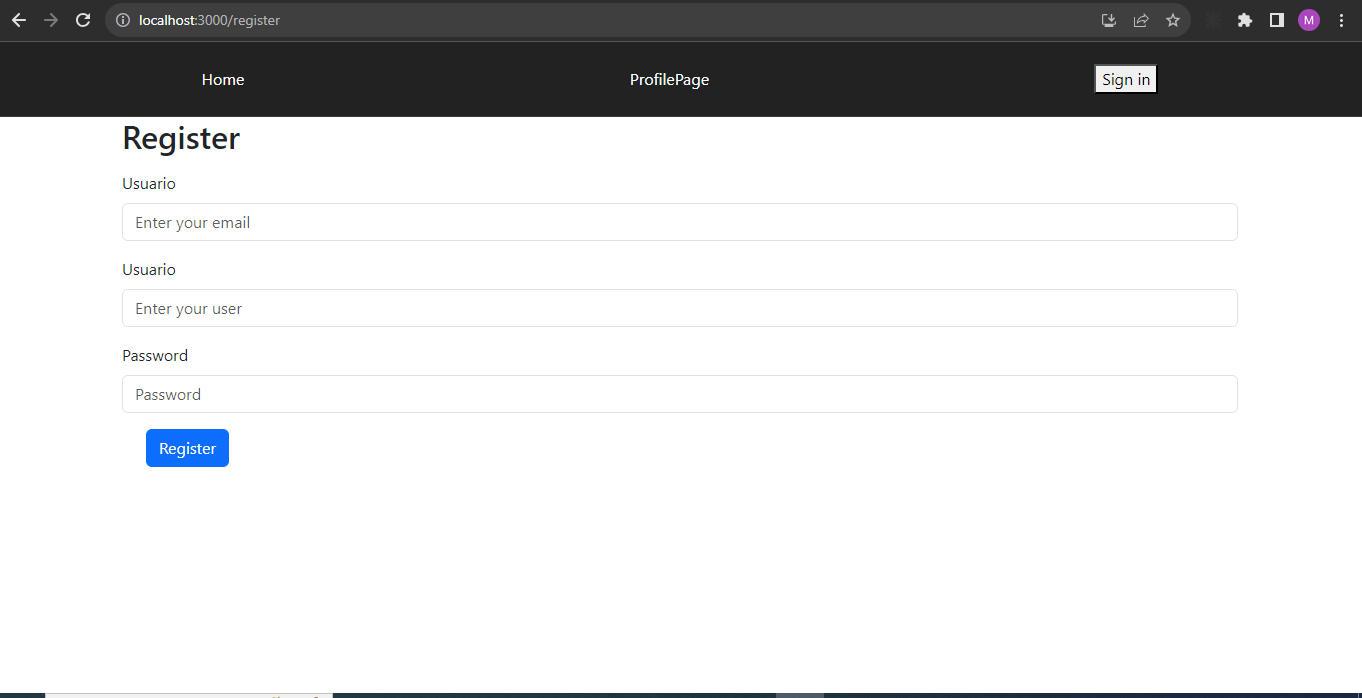 localhost:3000/register
M
Home ProfilePage Sign in
Register
Usuario
Enter your email
Usuario
Enter your user
Password
Password
Register